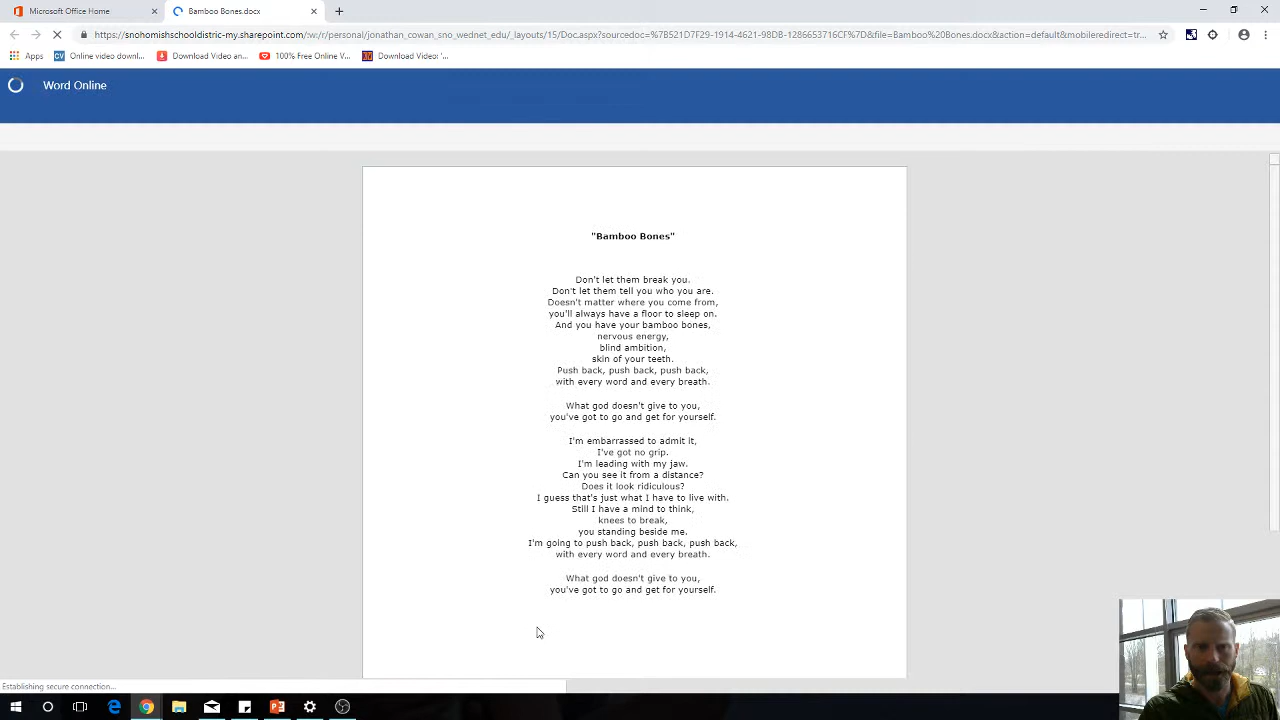 Microsoft Office Home
Bamboo Bones.docx
https://snohomishschooldistric-my.sharepoint.com/:w:/r/personal/jonathan_cowan_sno_wednet_edu/_layouts/15/Doc.aspx?sourcedoc=%7B521D7F29-1914-4621-98DB-1286653716CF%7D&file=Bamboo%20Bones.docx&action=default&mobileredirect=tr...
Apps
Online video downl...
Download Video an...
100% Free Online V...
Download Video: '...
Word Online
"Bamboo Bones"
Don't let them break you.
Don't let them tell you who you are.
Doesn't matter where you come from,
you'll always have a floor to sleep on.
And you have your bamboo bones,
nervous energy,
blind ambition,
skin of your teeth.
Push back, push back, push back,
with every word and every breath.
What god doesn't give to you,
you've got to go and get for yourself.
I'm embarrassed to admit it,
I've got no grip.
I'm leading with my jaw.
Can you see it from a distance?
Does it look ridiculous?
I guess that's just what I have to live with.
Still I have a mind to think,
knees to break,
you standing beside me.
I'm going to push back, push back, push back,
with every word and every breath.
What god doesn't give to you,
you've got to go and get for yourself.
Establishing secure connection...